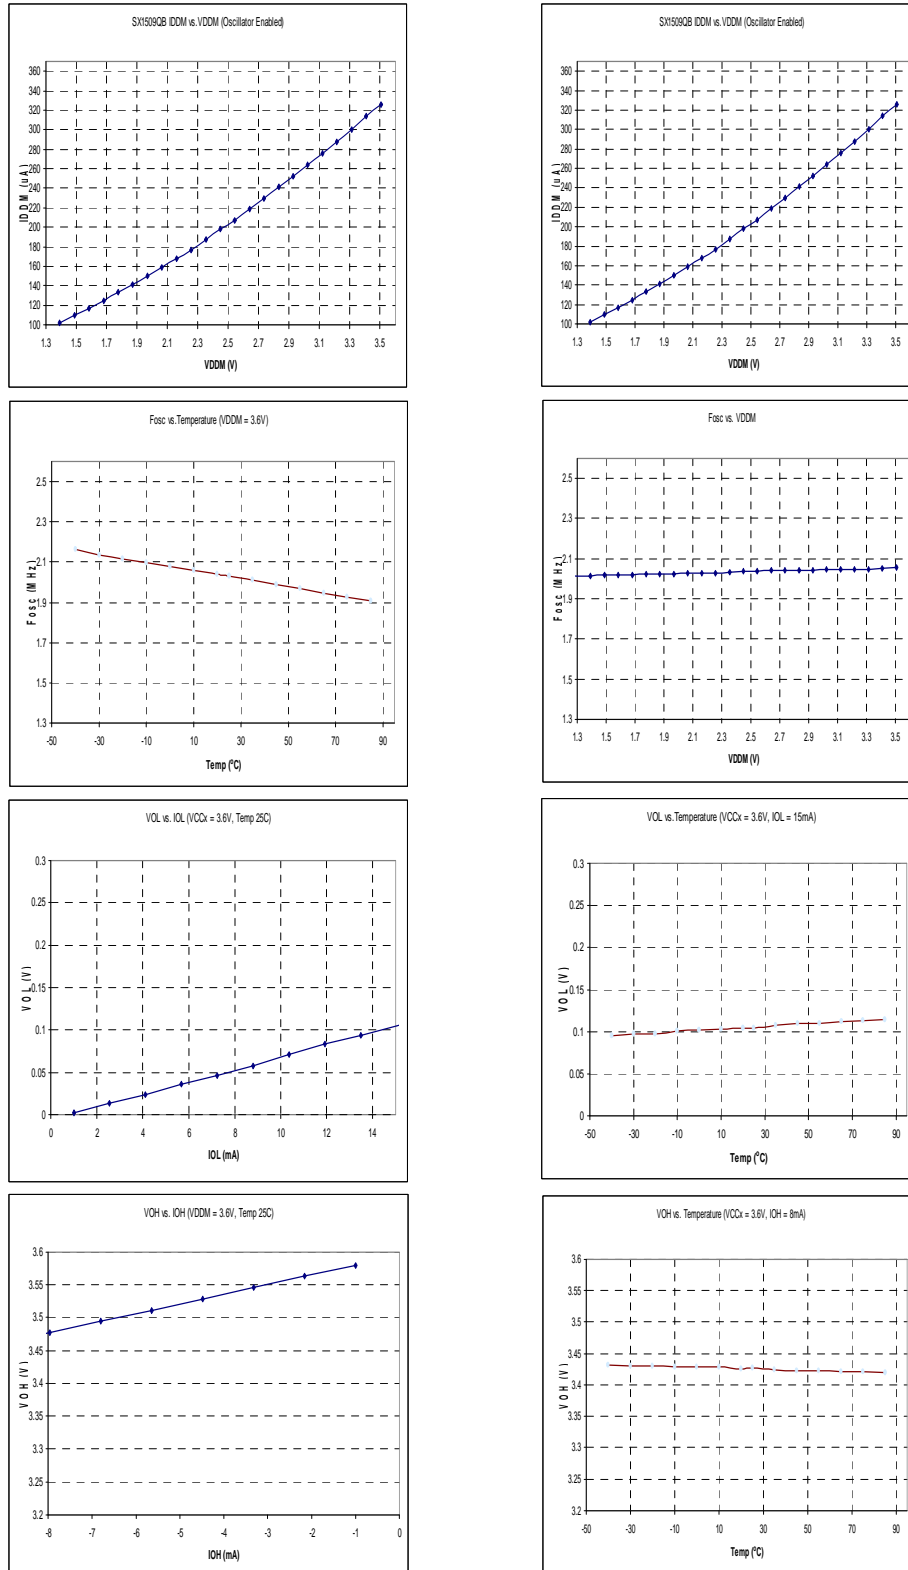 SX1509QB IDDM vs. VDDM (Oscillator Enabled)
360
340
320
300
280
260
240
220
200
180
160
140
120
100
IDDM (uA)
1.3 1.5 1.7 1.9 2.1 2.3 2.5 2.7 2.9 3.1 3.3 3.5
VDDM (V)
SX1509QB IDDM vs. VDDM (Oscillator Enabled)
360
340
320
300
280
260
240
220
200
180
160
140
120
100
IDDM (uA)
1.3 1.5 1.7 1.9 2.1 2.3 2.5 2.7 2.9 3.1 3.3 3.5
VDDM (V)
Fosc vs. Temperature (VDDM = 3.6V)
2.5
2.3
2.1
1.9
1.7
1.5
1.3
Fosc (MHz)
-50 -30 -10 10 30 50 70 90
Temp (°C)
Fosc vs. VDDM
2.5
2.3
2.1
1.9
1.7
1.5
1.3
Fosc (MHz)
1.3 1.5 1.7 1.9 2.1 2.3 2.5 2.7 2.9 3.1 3.3 3.5
VDDM (V)
VOL vs. IOL (VCCx = 3.6V, Temp 25C)
0.3
0.25
0.2
0.15
0.1
0.05
0
VOL (V)
0 2 4 6 8 10 12 14
IOL (mA)
VOL vs. Temperature (VCCx = 3.6V, IOL = 15mA)
0.3
0.25
0.2
0.15
0.1
0.05
0
VOL (V)
-50 -30 -10 10 30 50 70 90
Temp (°C)
VOH vs. IOH (VDDM = 3.6V, Temp 25C)
3.6
3.55
3.5
3.45
3.4
3.35
3.3
3.25
3.2
VOH (V)
-8 -7 -6 -5 -4 -3 -2 -1 0
IOH (mA)
VOH vs. Temperature (VCCx = 3.6V, IOH = 8mA)
3.6
3.55
3.5
3.45
3.4
3.35
3.3
3.25
3.2
VOH (V)
-50 -30 -10 10 30 50 70 90
Temp (°C)